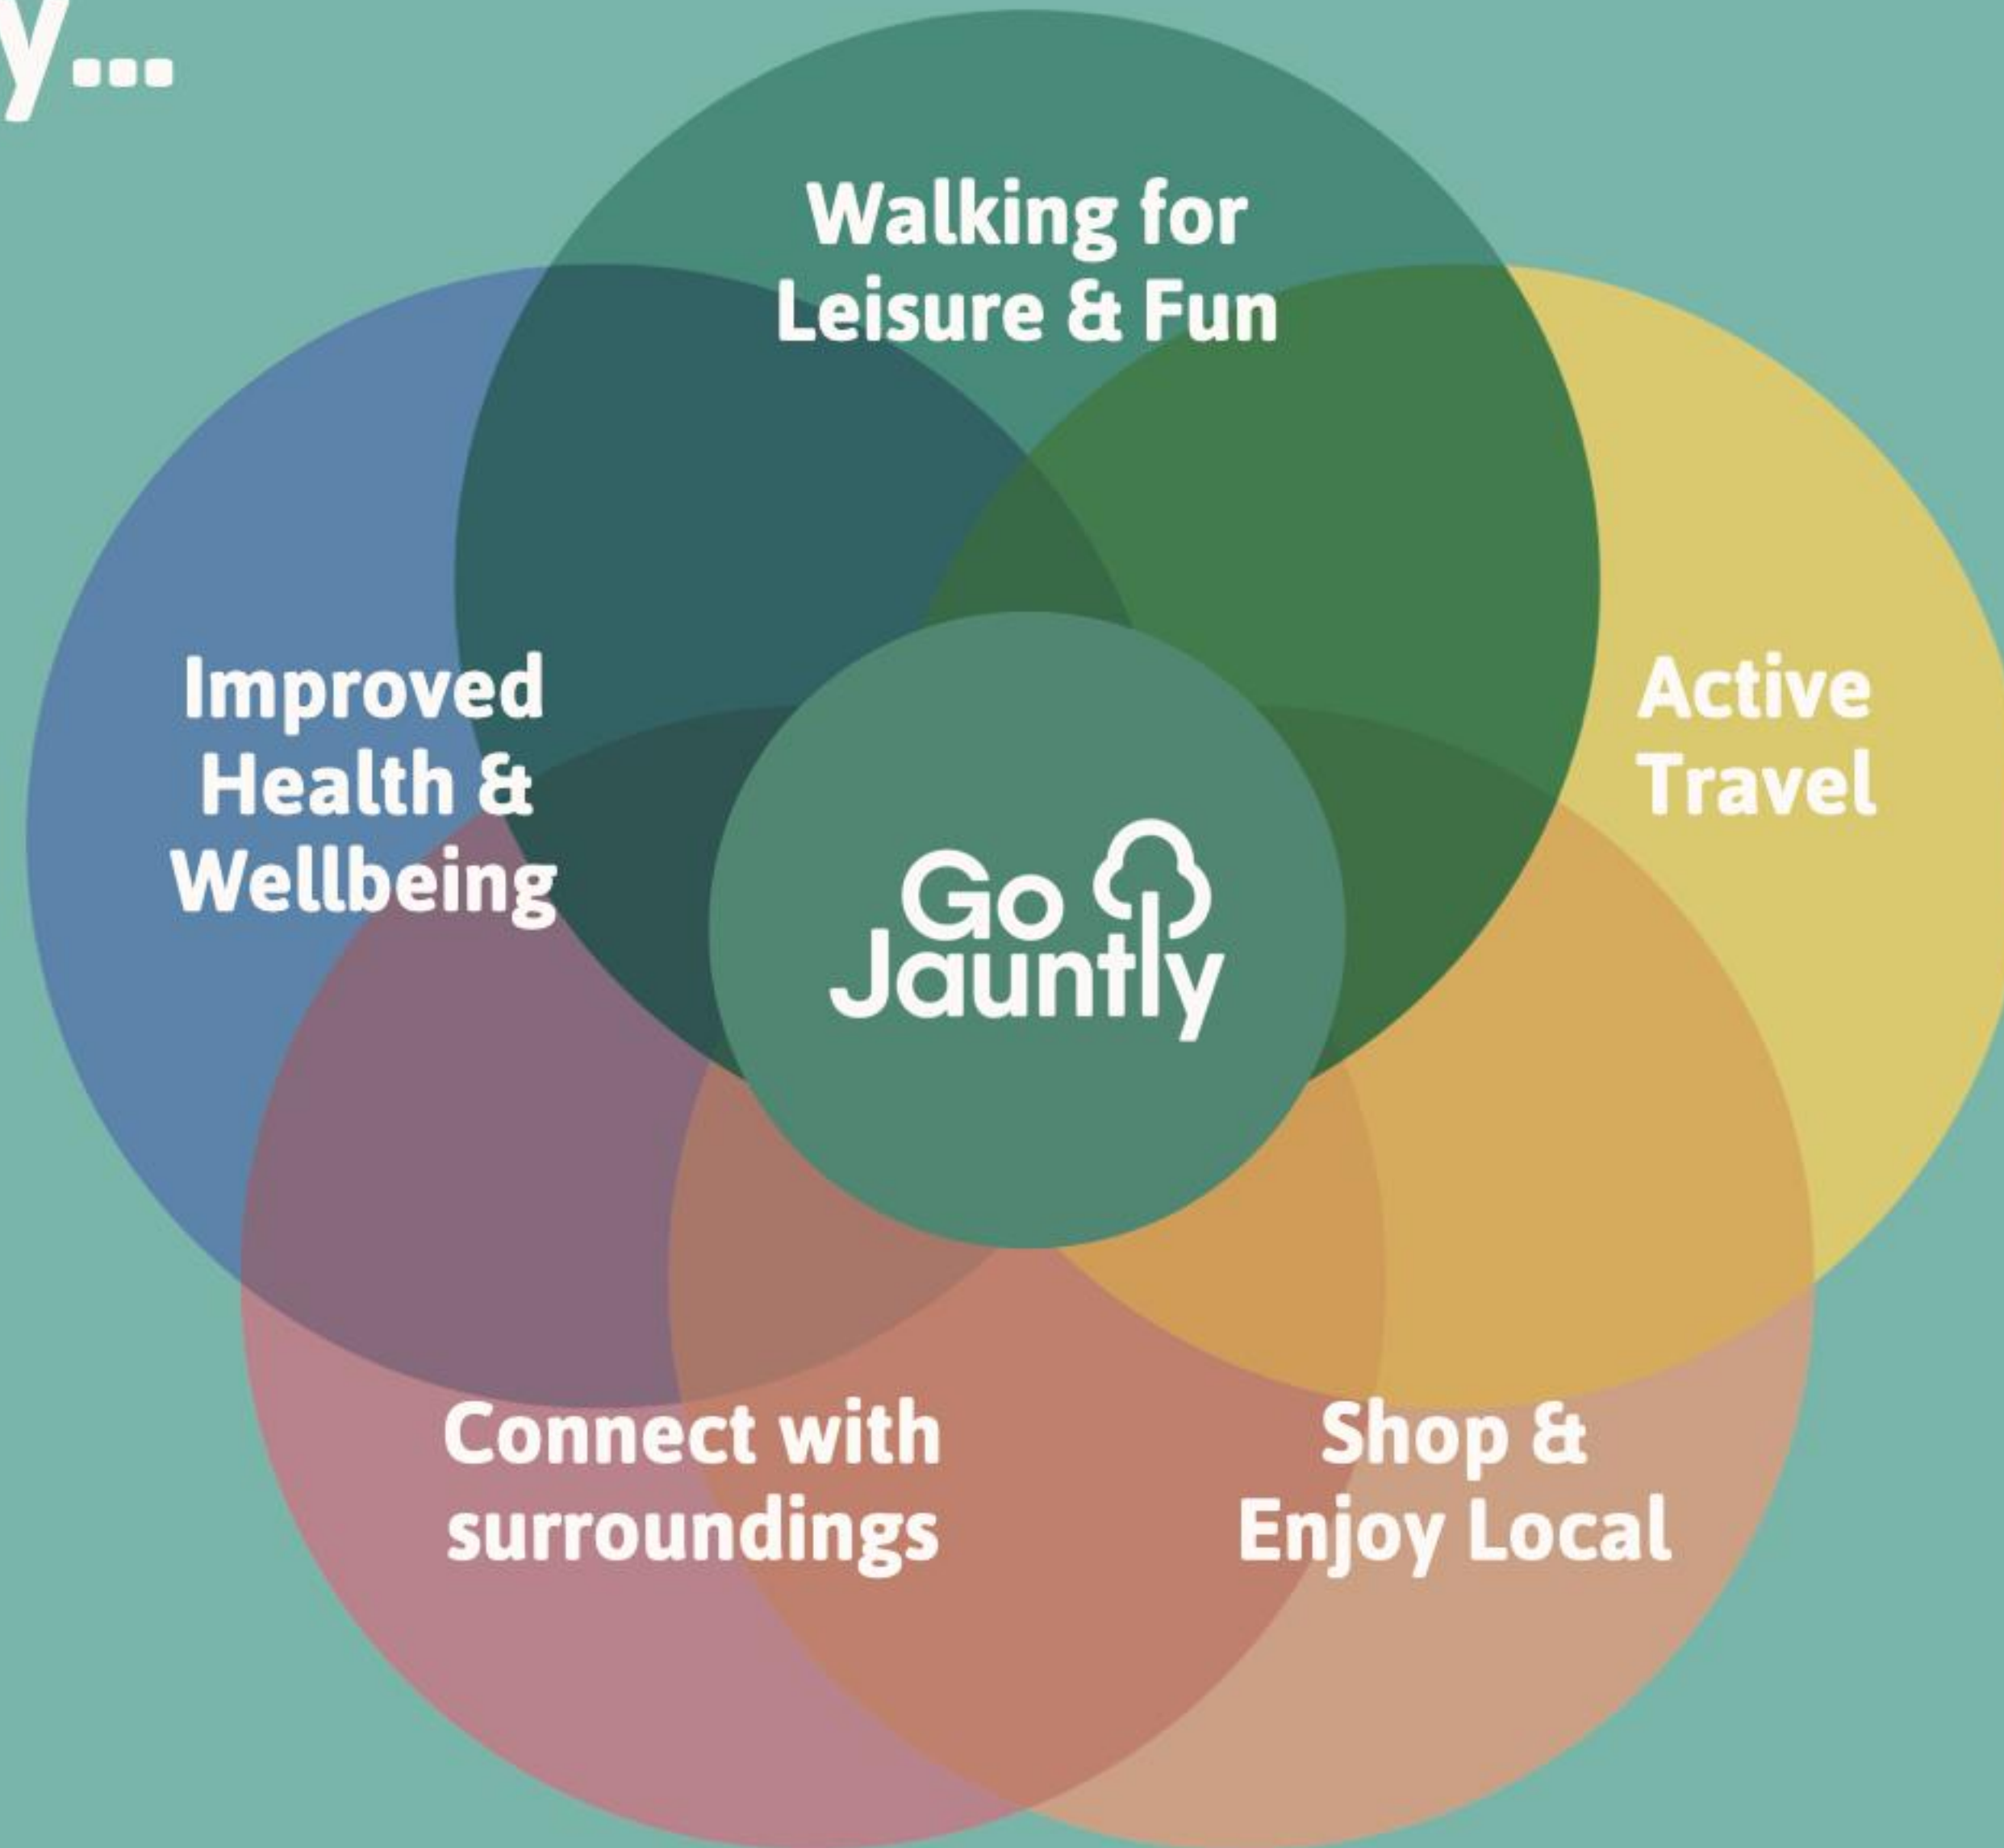 y...
Walking for
Leisure & Fun
Improved
Health &
Wellbeing
Active
Travel
Go
Jauntly
Connect with
surroundings
Shop &
Enjoy Local